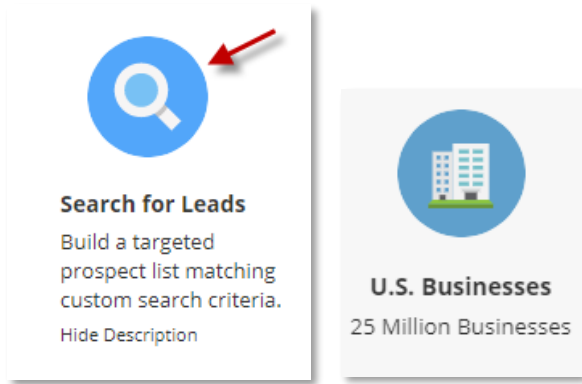 Search for Leads
Build a targeted
prospect list matching
custom search criteria.
Hide Description
U.S. Businesses
25 Million Businesses